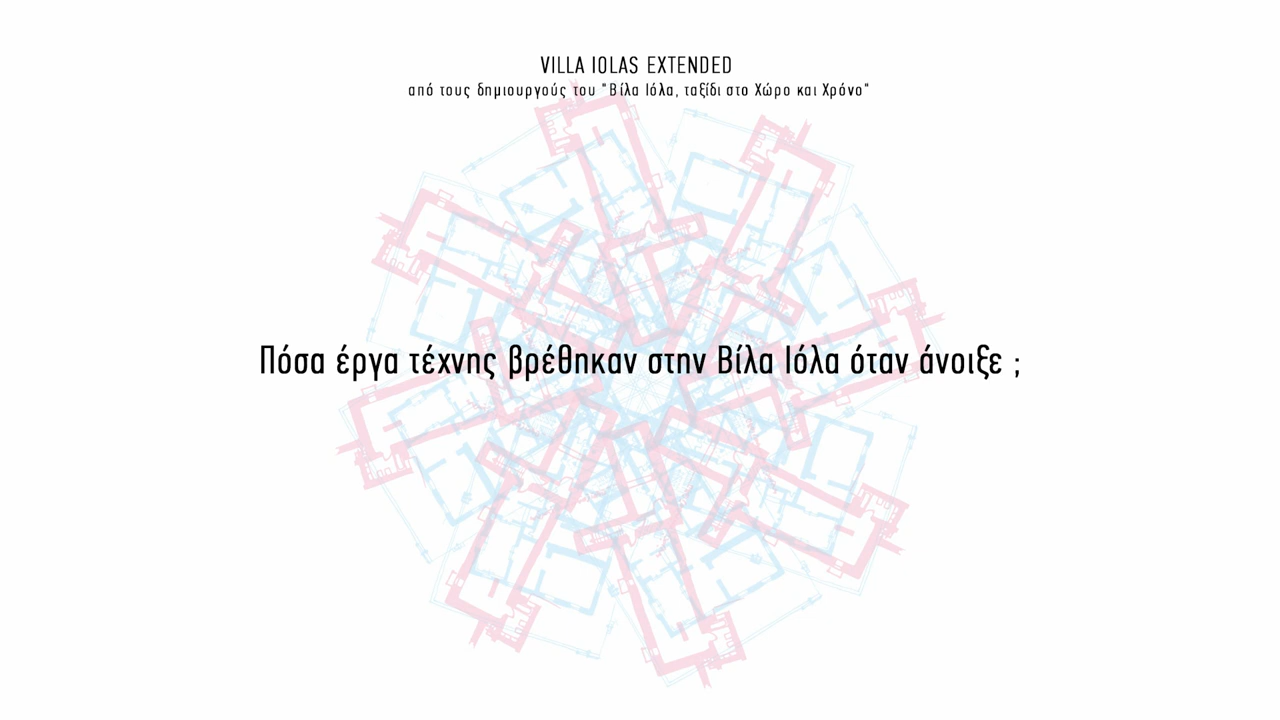 VILLA IOLAS EXTENDED
από τους δημιουργούς του "Βίλα Ιόλα, ταξίδι στο Χώρο και Χρόνο"
Πόσα έργα τέχνης βρέθηκαν στην Βίλα Ιόλα όταν άνοιξε ;